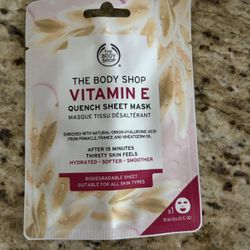 THE
BODY
SHOP
THE BODY SHOP
VITAMIN E
QUENCH SHEET MASK
MASQUE TISSU DÉSALTÉRANT
ENRICHED WITH NATURAL-ORIGIN HYALURONIC ACID
FROM POMACLE, FRANCE AND WHEATGERM OIL
AFTER 15 MINUTES
THIRSTY SKIN FEELS
HYDRATED · SOFTER · SMOOTHER
BIODEGRADABLE SHEET
SUITABLE FOR ALL SKIN TYPES
x1